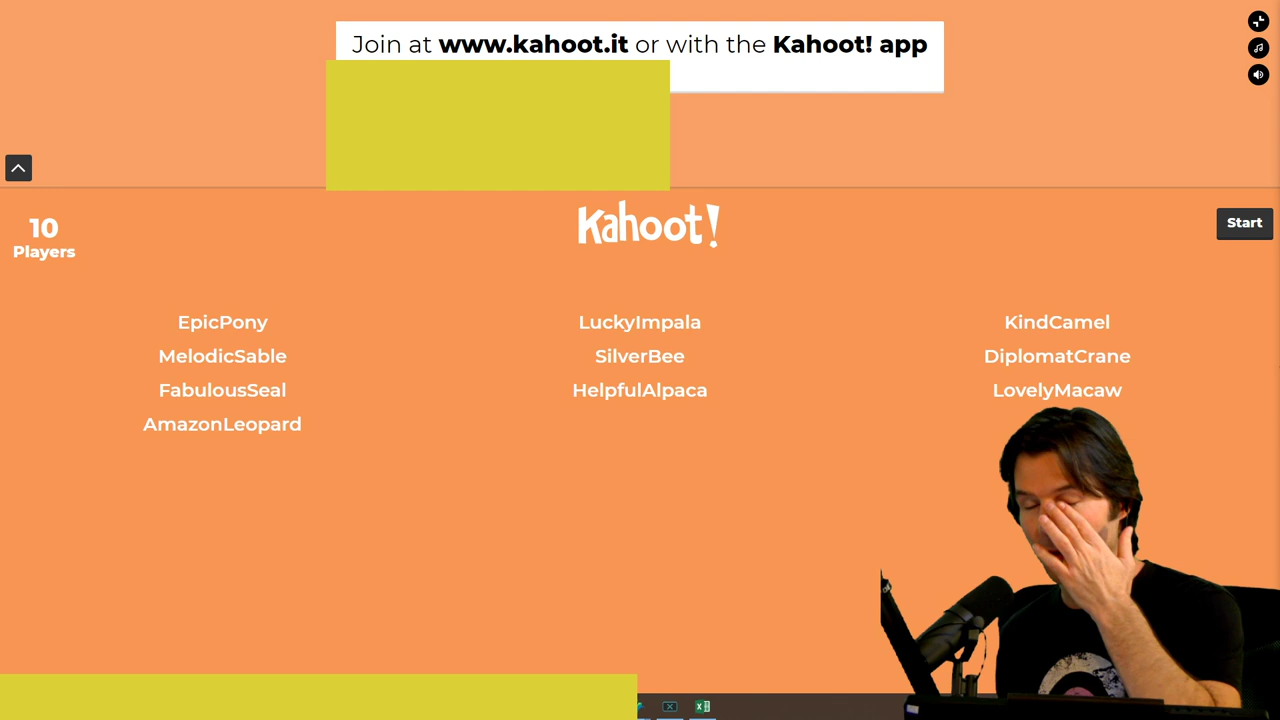 Join at www.kahoot.it or with the Kahoot! app
10
Players
Kahoot!
Start
EpicPony
LuckyImpala
KindCamel
MelodicSable
SilverBee
DiplomatCrane
FabulousSeal
HelpfulAlpaca
LovelyMacaw
AmazonLeopard